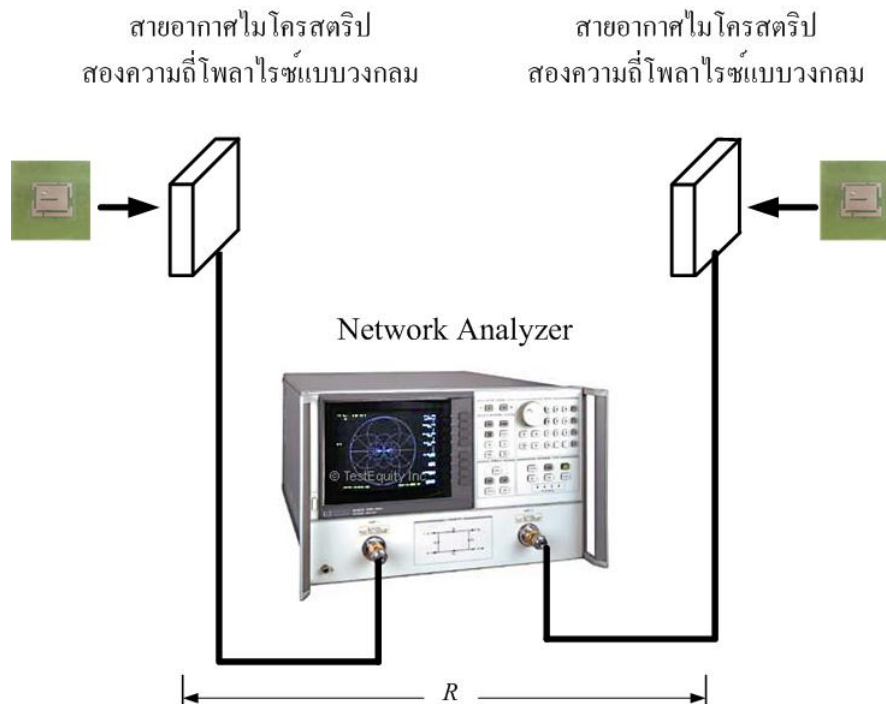 สายอากาศไมโครสตริป
สองความถี่โพลาไรซ์แบบวงกลม
สายอากาศไมโครสตริป
สองความถี่โพลาไรซ์แบบวงกลม
Network Analyzer
© TestEquity Inc
R